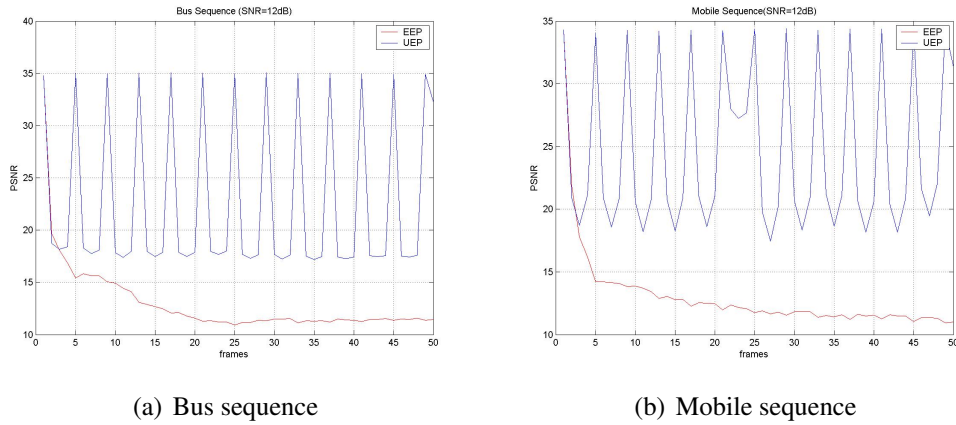 Bus Sequence (SNR=12dB)
EEP
UEP
PSNR
40
35
30
25
20
15
10
0 5 10 15 20 25 30 35 40 45 50
frames
(a) Bus sequence
Mobile Sequence(SNR=12dB)
EEP
UEP
PSNR
35
30
25
20
15
10
0 5 10 15 20 25 30 35 40 45 50
frames
(b) Mobile sequence